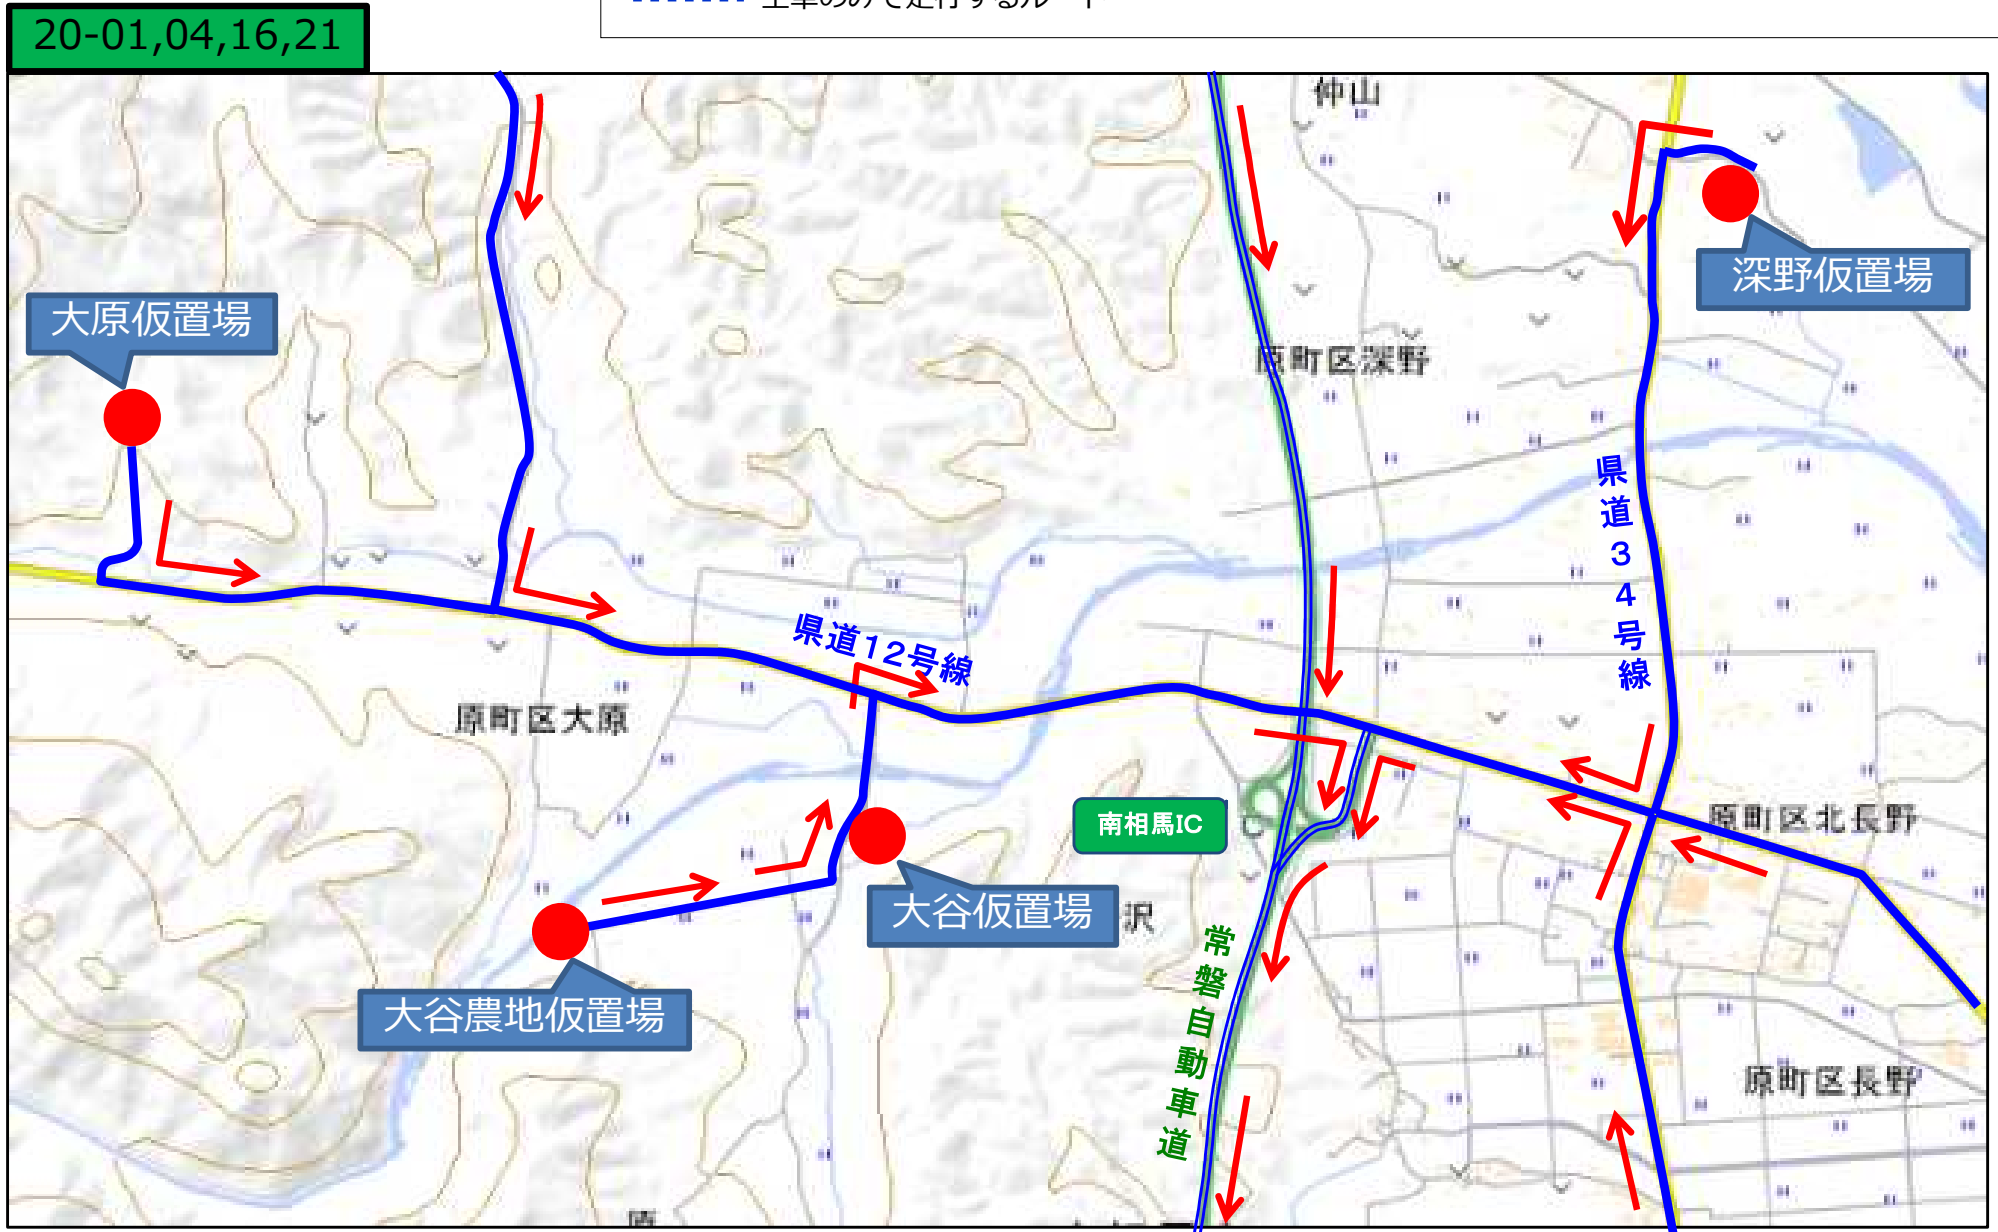 20-01,04,16,21
仲山
深野仮置場
大原仮置場
原町区深野
県道34号線
県道12号線
原町区大原
南相馬IC
原町区北長野
大谷仮置場
沢
常磐自動車道
大谷農地仮置場
原町区長野